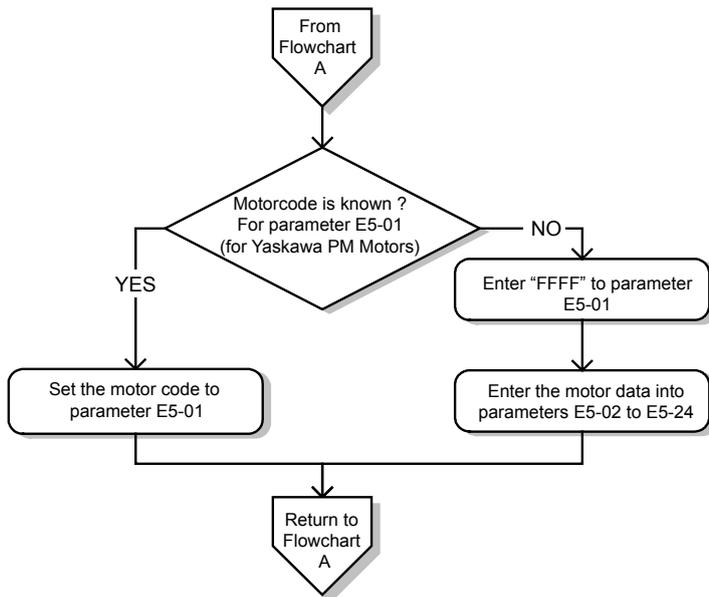 From
Flowchart
A
Motorcode is known ?
For parameter E5-01
(for Yaskawa PM Motors)
YES
NO
Enter “FFFF” to parameter
E5-01
Set the motor code to
parameter E5-01
Enter the motor data into
parameters E5-02 to E5-24
Return to
Flowchart
A